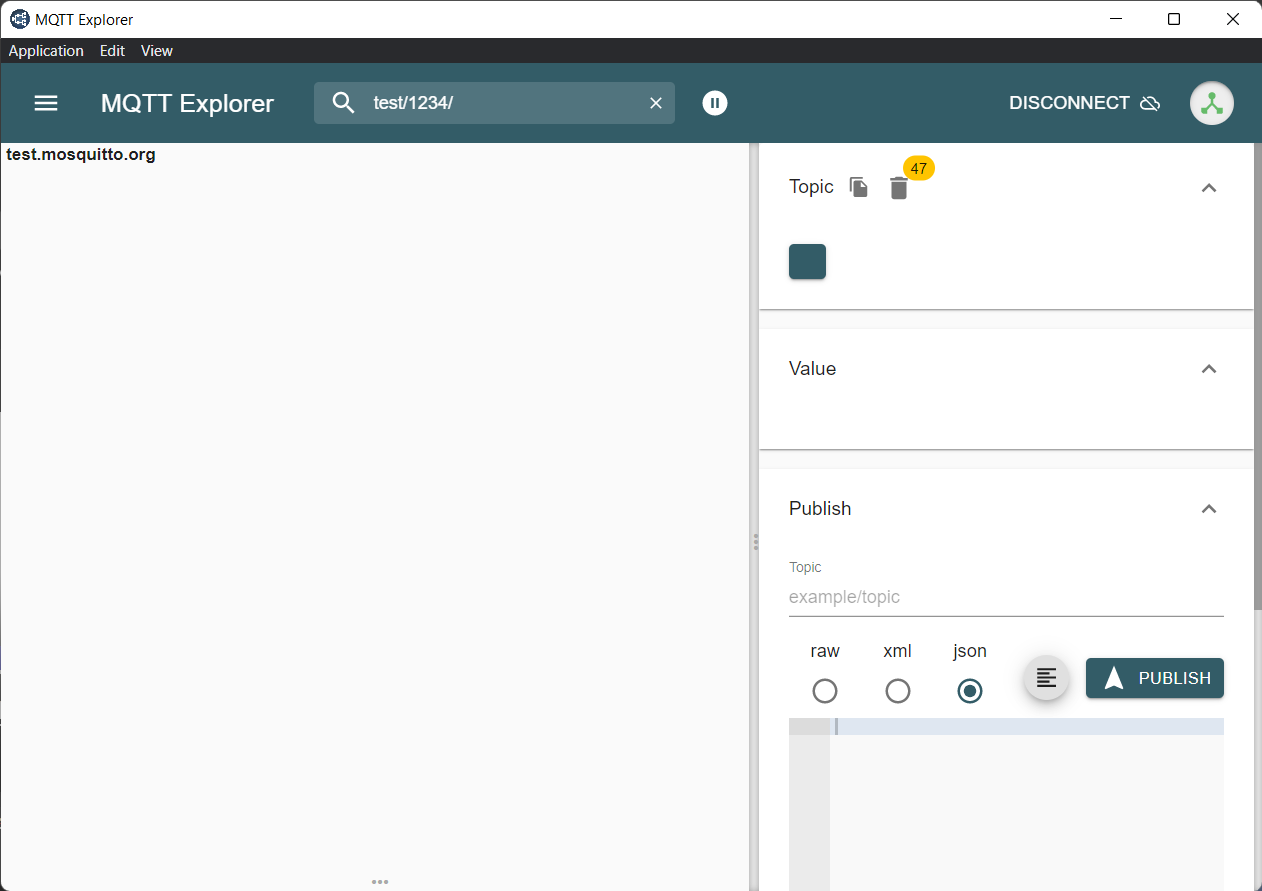 MQTT Explorer
Application Edit View
MQTT Explorer test/1234/ DISCONNECT
test.mosquitto.org
Topic 47
Value
Publish
Topic
example/topic
raw xml json
PUBLISH